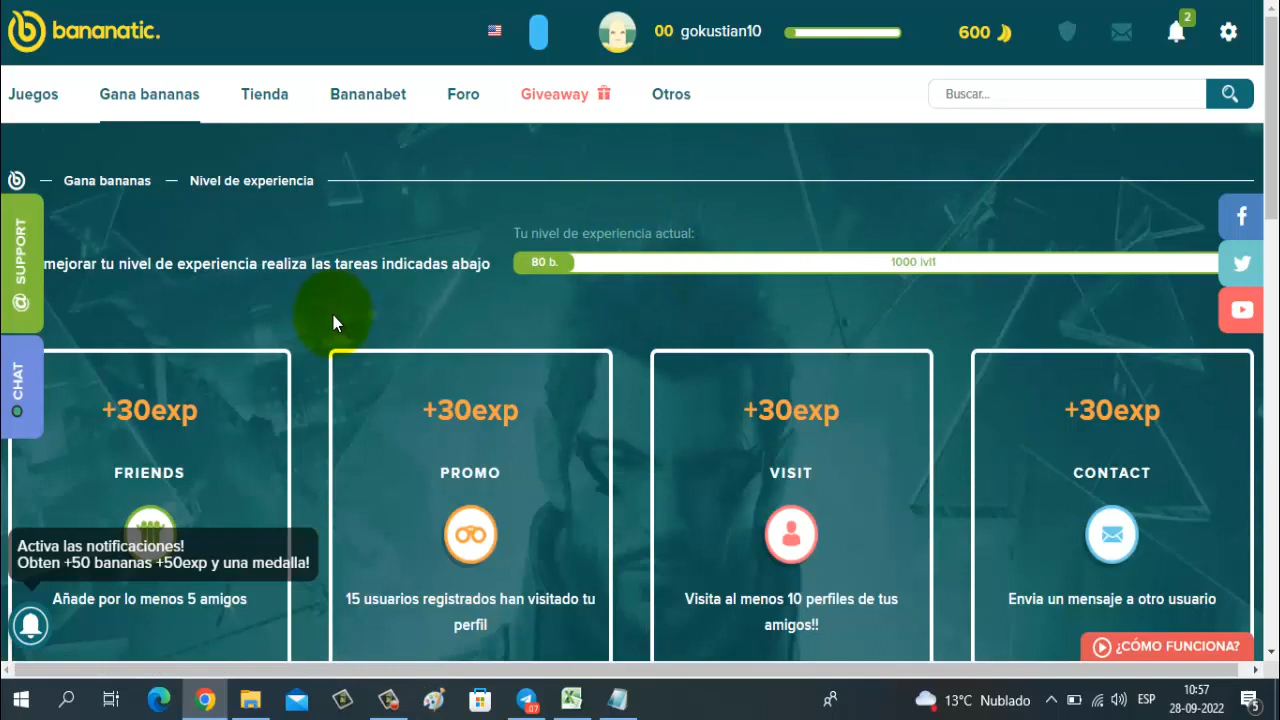 bananatic.
00 gokustian10
600
2
Juegos
Gana bananas
Tienda
Bananabet
Foro
Giveaway
Otros
Buscar...
Gana bananas — Nivel de experiencia
@ SUPPORT
Tu nivel de experiencia actual:
mejorar tu nivel de experiencia realiza las tareas indicadas abajo
80 b.
1000 lvl1
CHAT
+30exp
FRIENDS
Añade por lo menos 5 amigos
+30exp
PROMO
15 usuarios registrados han visitado tu
perfil
+30exp
VISIT
Visita al menos 10 perfiles de tus
amigos!!
+30exp
CONTACT
Envia un mensaje a otro usuario
Activa las notificaciones!
Obten +50 bananas +50exp y una medalla!
¿CÓMO FUNCIONA?
13°C Nublado
ESP
10:57
28-09-2022
5